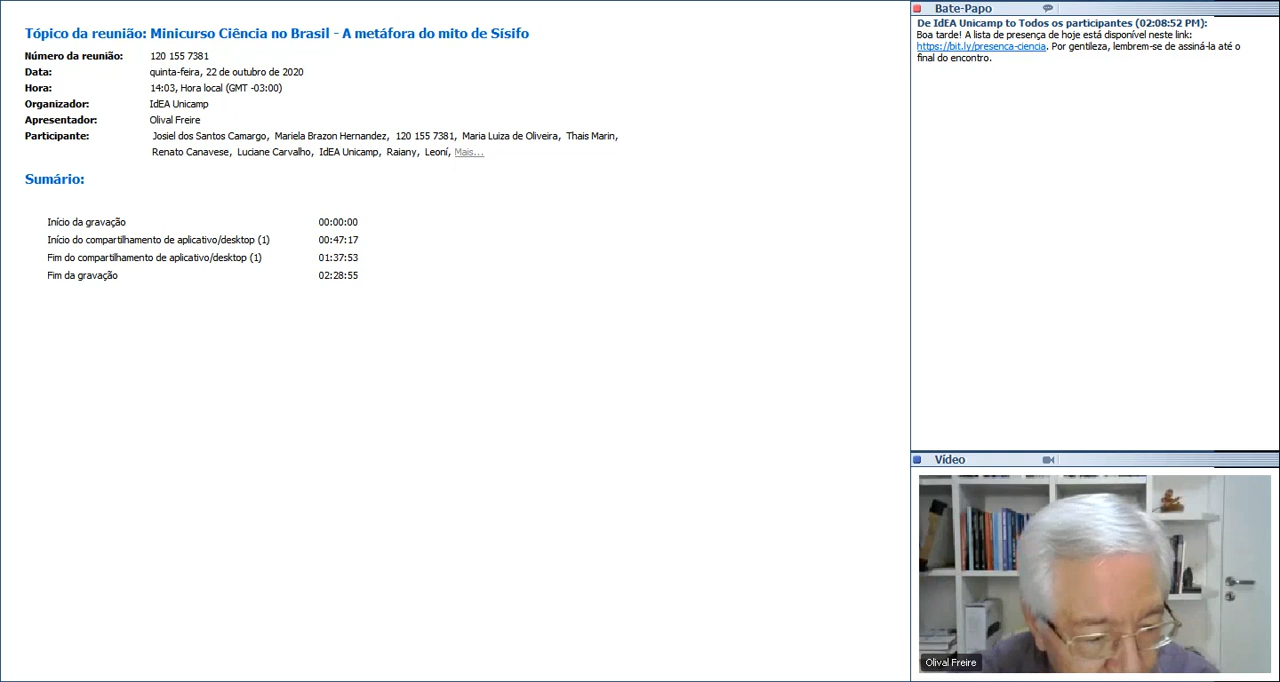 Tópico da reunião: Minicurso Ciência no Brasil - A metáfora do mito de Sísifo
Número da reunião: 120 155 7381
Data: quinta-feira, 22 de outubro de 2020
Hora: 14:03, Hora local (GMT -03:00)
Organizador: IdEA Unicamp
Apresentador: Olival Freire
Participante: Josiel dos Santos Camargo, Mariela Brazon Hernandez, 120 155 7381, Maria Luiza de Oliveira, Thais Marin,
Renato Canavese, Luciane Carvalho, IdEA Unicamp, Raiany, Leoní, Mais...
Sumário:
Início da gravação 00:00:00
Início do compartilhamento de aplicativo/desktop (1) 00:47:17
Fim do compartilhamento de aplicativo/desktop (1) 01:37:53
Fim da gravação 02:28:55
Bate-Papo
De IdEA Unicamp to Todos os participantes (02:08:52 PM):
Boa tarde! A lista de presença de hoje está disponível neste link:
https://bit.ly/presenca-ciencia. Por gentileza, lembrem-se de assiná-la até o
final do encontro.
Vídeo
Olival Freire